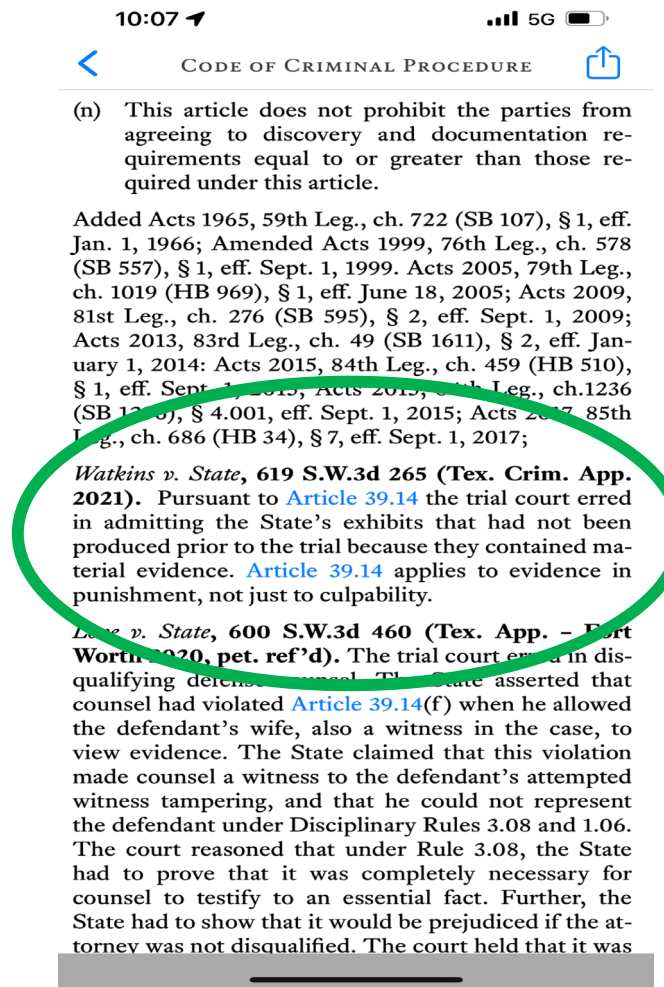 10:07
5G
CODE OF CRIMINAL PROCEDURE
(n) This article does not prohibit the parties from
agreeing to discovery and documentation re-
quirements equal to or greater than those re-
quired under this article.
Added Acts 1965, 59th Leg., ch. 722 (SB 107), § 1, eff.
Jan. 1, 1966; Amended Acts 1999, 76th Leg., ch. 578
(SB 557), § 1, eff. Sept. 1, 1999. Acts 2005, 79th Leg.,
ch. 1019 (HB 969), § 1, eff. June 18, 2005; Acts 2009,
81st Leg., ch. 276 (SB 595), § 2, eff. Sept. 1, 2009;
Acts 2013, 83rd Leg., ch. 49 (SB 1611), § 2, eff. Jan-
uary 1, 2014: Acts 2015, 84th Leg., ch. 459 (HB 510),
§ 1, eff. Sept. 1, 2015; Acts 2015, Leg., ch.1236
(SB § 4.001, eff. Sept. 1, 2015; Acts 2017, 85th
Leg., ch. 686 (HB 34), § 7, eff. Sept. 1, 2017;
Watkins v. State, 619 S.W.3d 265 (Tex. Crim. App.
2021). Pursuant to Article 39.14 the trial court erred
in admitting the State's exhibits that had not been
produced prior to the trial because they contained ma-
terial evidence. Article 39.14 applies to evidence in
punishment, not just to culpability.
v. State, 600 S.W.3d 460 (Tex. App. – Fort
Worth 2020, pet. ref'd). The trial court erred in dis-
qualifying defense counsel. The State asserted that
counsel had violated Article 39.14(f) when he allowed
the defendant's wife, also a witness in the case, to
view evidence. The State claimed that this violation
made counsel a witness to the defendant's attempted
witness tampering, and that he could not represent
the defendant under Disciplinary Rules 3.08 and 1.06.
The court reasoned that under Rule 3.08, the State
had to prove that it was completely necessary for
counsel to testify to an essential fact. Further, the
State had to show that it would be prejudiced if the at-
torney was not disqualified. The court held that it was